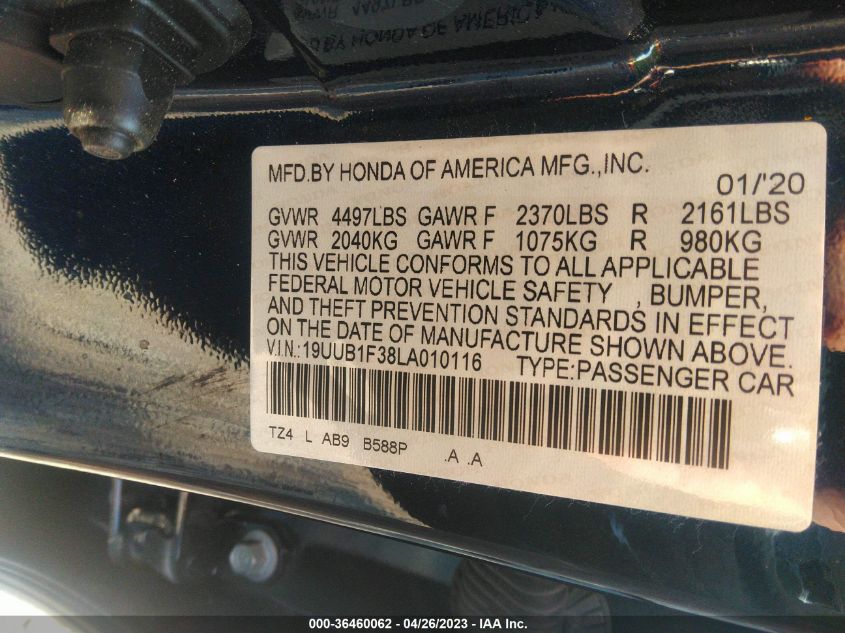 MFD.BY HONDA OF AMERICA MFG.,INC.
01/'20
GVWR 4497LBS GAWR F 2370LBS R 2161LBS
GVWR 2040KG GAWR F 1075KG R 980KG
THIS VEHICLE CONFORMS TO ALL APPLICABLE
FEDERAL MOTOR VEHICLE SAFETY , BUMPER,
AND THEFT PREVENTION STANDARDS IN EFFECT
ON THE DATE OF MANUFACTURE SHOWN ABOVE.
V.I.N.:19UUB1F38LA010116 TYPE:PASSENGER CAR
TZ4 L AB9 B588P .A .A
000-36460062 - 04/26/2023 - IAA Inc.